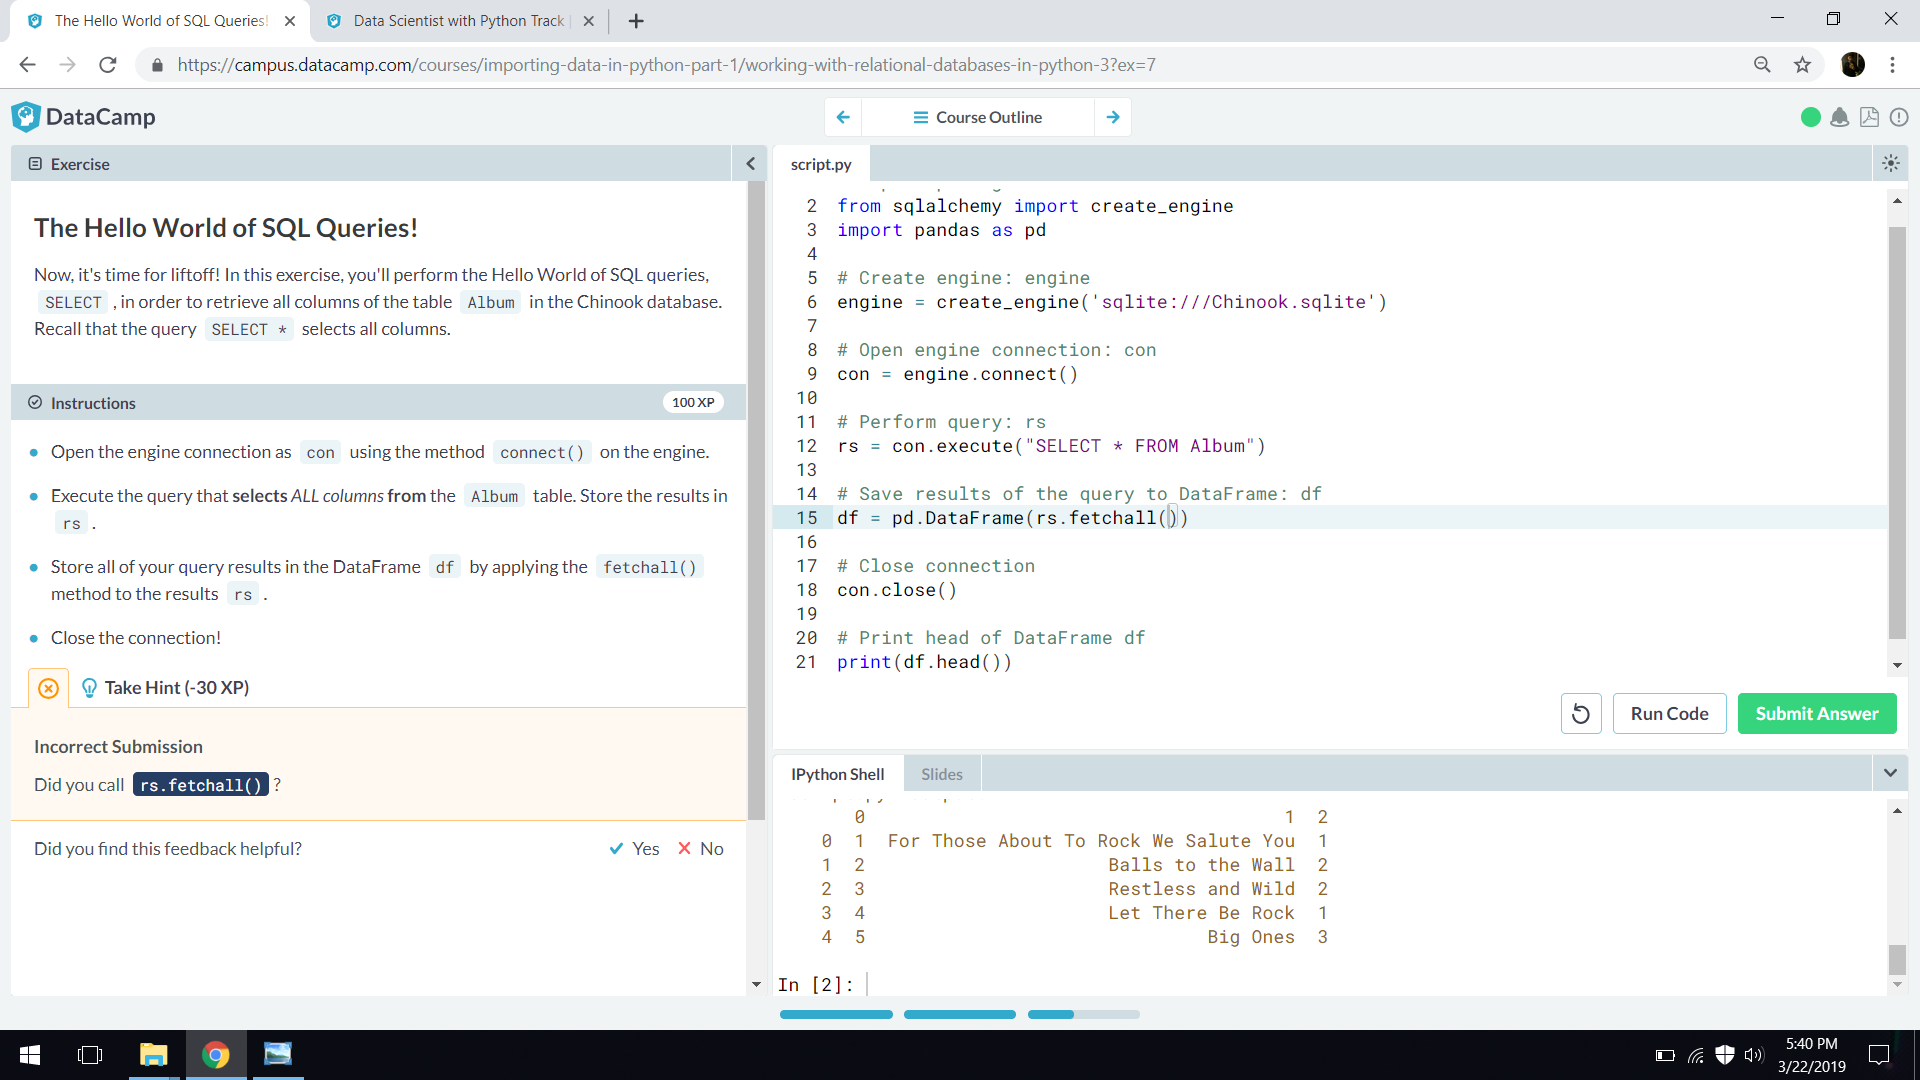 The Hello World of SQL Queries!
Data Scientist with Python Track
https://campus.datacamp.com/courses/importing-data-in-python-part-1/working-with-relational-databases-in-python-3?ex=7
DataCamp
Course Outline
Exercise
The Hello World of SQL Queries!
Now, it's time for liftoff! In this exercise, you'll perform the Hello World of SQL queries,
SELECT , in order to retrieve all columns of the table Album in the Chinook database.
Recall that the query SELECT * selects all columns.
Instructions
100 XP
Open the engine connection as con using the method connect() on the engine.
Execute the query that selects ALL columns from the Album table. Store the results in
rs .
Store all of your query results in the DataFrame df by applying the fetchall()
method to the results rs .
Close the connection!
Take Hint (-30 XP)
Incorrect Submission
Did you call rs.fetchall() ?
Did you find this feedback helpful?
Yes
No
script.py
2 from sqlalchemy import create_engine
3 import pandas as pd
4
5 # Create engine: engine
6 engine = create_engine('sqlite:///Chinook.sqlite')
7
8 # Open engine connection: con
9 con = engine.connect()
10
11 # Perform query: rs
12 rs = con.execute("SELECT * FROM Album")
13
14 # Save results of the query to DataFrame: df
15 df = pd.DataFrame(rs.fetchall())
16
17 # Close connection
18 con.close()
19
20 # Print head of DataFrame df
21 print(df.head())
Run Code
Submit Answer
IPython Shell
Slides
0 1 2
0 1 For Those About To Rock We Salute You 1
1 2 Balls to the Wall 2
2 3 Restless and Wild 2
3 4 Let There Be Rock 1
4 5 Big Ones 3
In [2]:
5:40 PM
3/22/2019